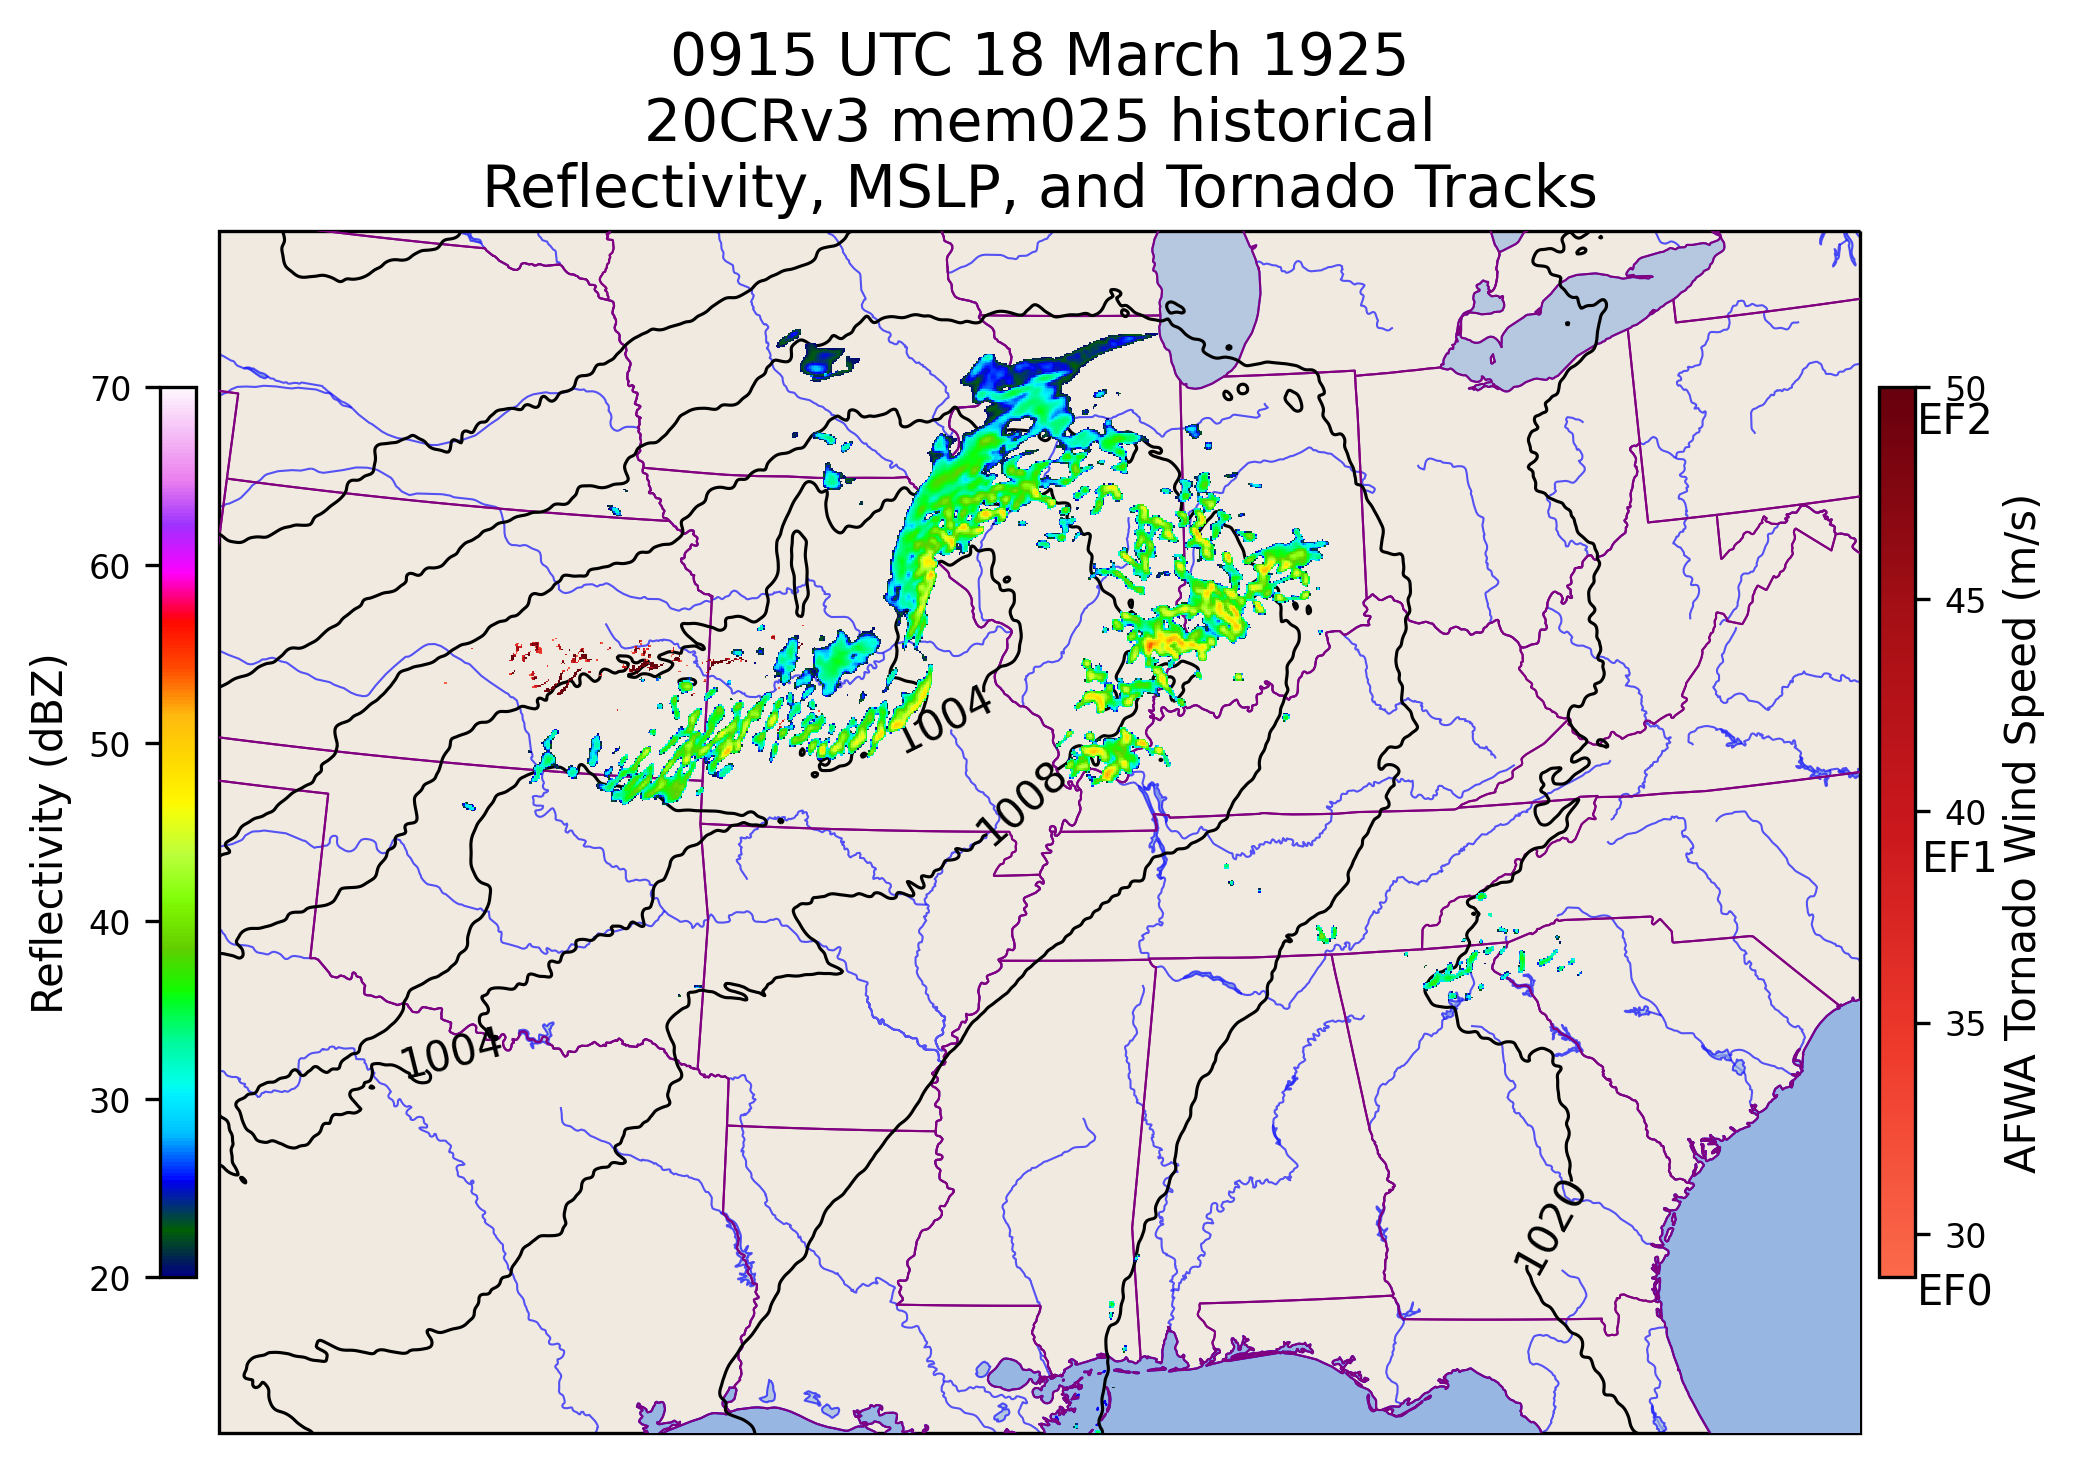 0915 UTC 18 March 1925
20CRv3 mem025 historical
Reflectivity, MSLP, and Tornado Tracks
70
60
50
40
30
20
Reflectivity (dBZ)
1004
1008
1004
1020
50
EF2
45
40
EF1
35
30
EF0
AFWA Tornado Wind Speed (m/s)